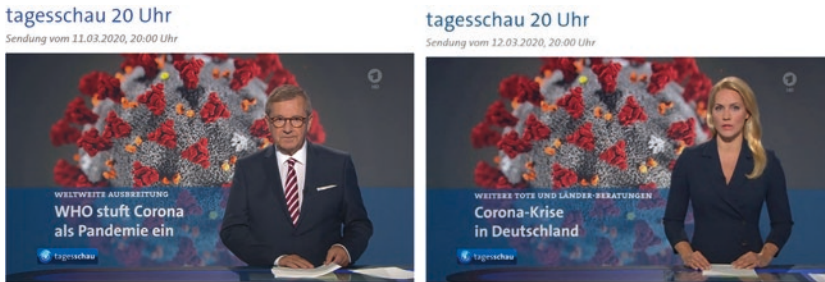 tagesschau 20 Uhr
Sendung vom 11.03.2020, 20:00 Uhr
WELTWEITE AUSBREITUNG
WHO stuft Corona
als Pandemie ein
tagesschau
tagesschau 20 Uhr
Sendung vom 12.03.2020, 20:00 Uhr
WEITERE TOTE UND LÄNDER-BERATUNGEN
Corona-Krise
in Deutschland
tagesschau